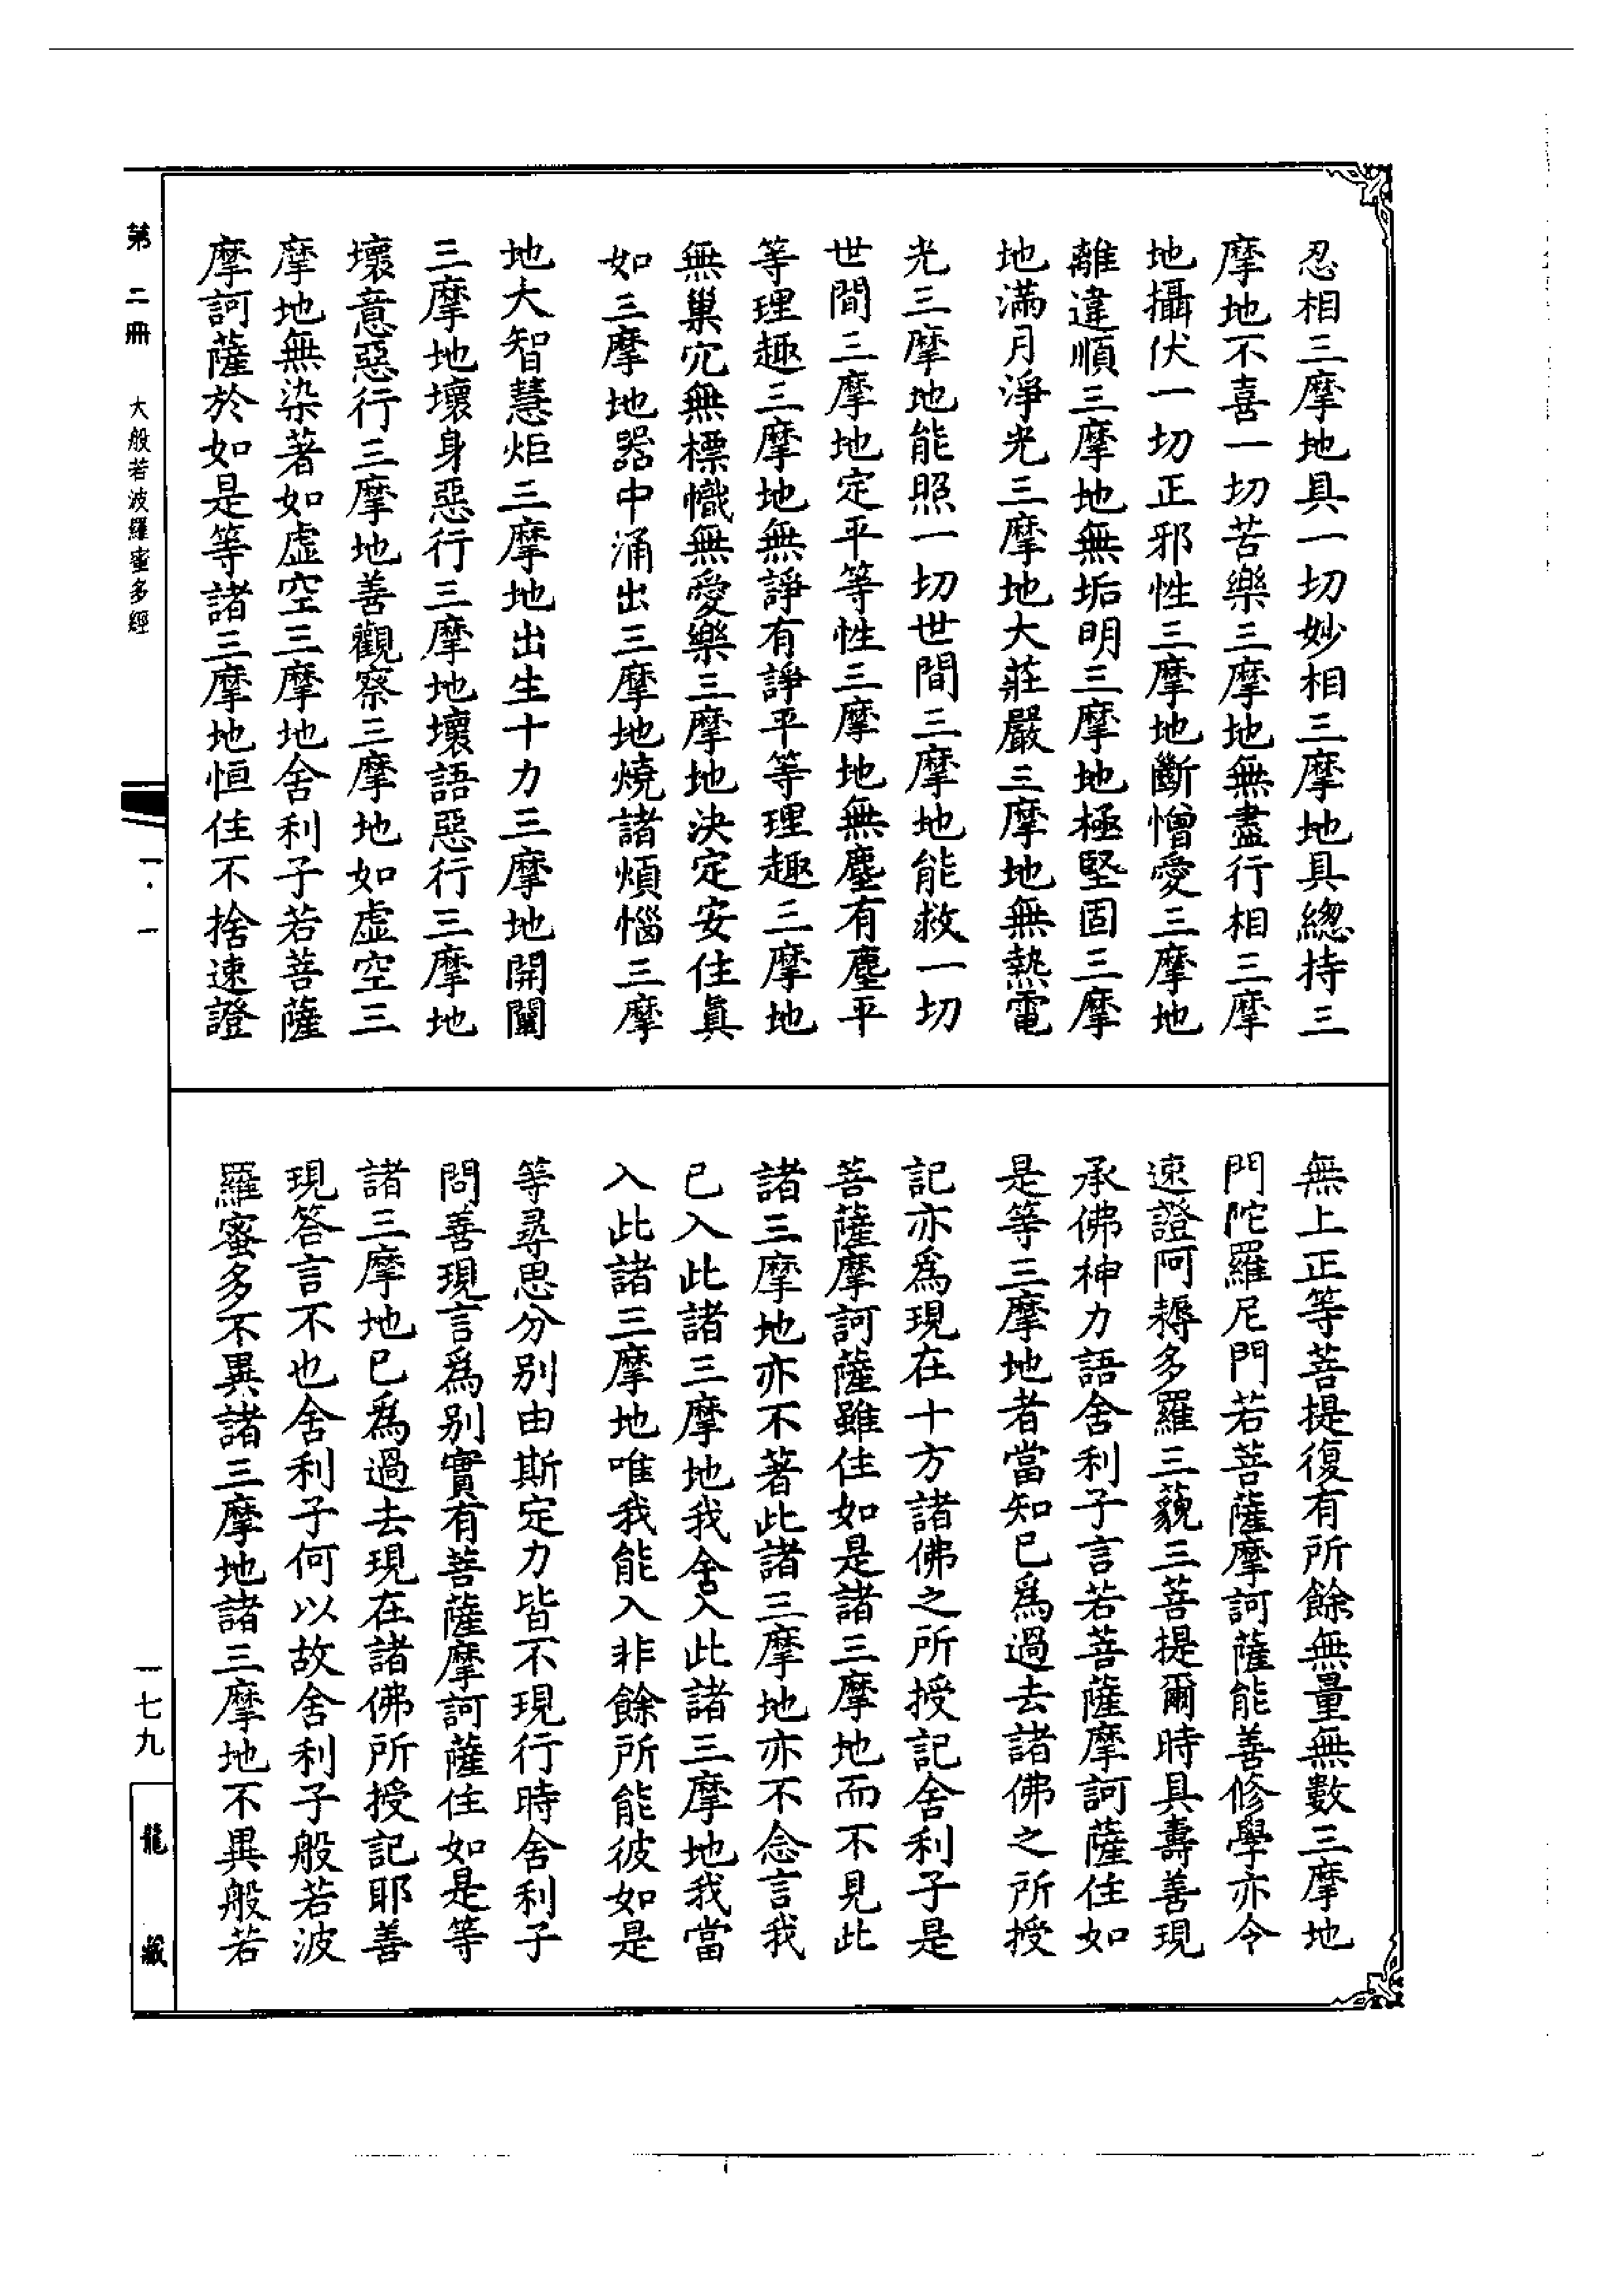 忍相三摩地具一切妙相三摩地具總持三
摩地不喜一切苦樂三摩地無盡行相三摩
地攝伏一切正邪性三摩地斷憎愛三摩地
離違順三摩地無垢明三摩地極堅固三摩
地滿月淨光三摩地大莊嚴三摩地無熱電
光三摩地能照一切世間三摩地能救一切
世間三摩地定平等性三摩地無塵有塵平
等理趣三摩地無諍有諍平等理趣三摩地
無巢穴無標幟無愛樂三摩地決定安住眞
如三摩地器中涌出三摩地燒諸煩惱三摩
地大智慧炬三摩地出生十力三摩地開闡
三摩地壞身惡行三摩地壞語惡行三摩地
壞意惡行三摩地善觀察三摩地如虛空三
摩地無染著如虛空三摩地舍利子若菩薩
摩訶薩於如是等諸三摩地恒住不捨速證
無上正等菩提復有所餘無量無數三摩地
門陀羅尼門若菩薩摩訶薩能善修學亦令
速證阿耨多羅三藐三菩提爾時具壽善現
承佛神力語舍利子言若菩薩摩訶薩住如
是等三摩地者當知已爲過去諸佛之所授
記亦爲現在十方諸佛之所授記舍利子是
菩薩摩訶薩雖住如是諸三摩地而不見此
諸三摩地亦不著此諸三摩地亦不念言我
已入此諸三摩地我舍入此諸三摩地我當
入此諸三摩地唯我能入非餘所能彼如是
等尋思分別由斯定力皆不現行時舍利子
問善現言爲別實有菩薩摩訶薩住如是等
諸三摩地已爲過去現在諸佛所授記耶善
現答言不也舍利子何以故舍利子般若波
羅蜜多不異諸三摩地諸三摩地不異般若
第二冊
大般若波羅蜜多經
一·一
一七九
龍藏